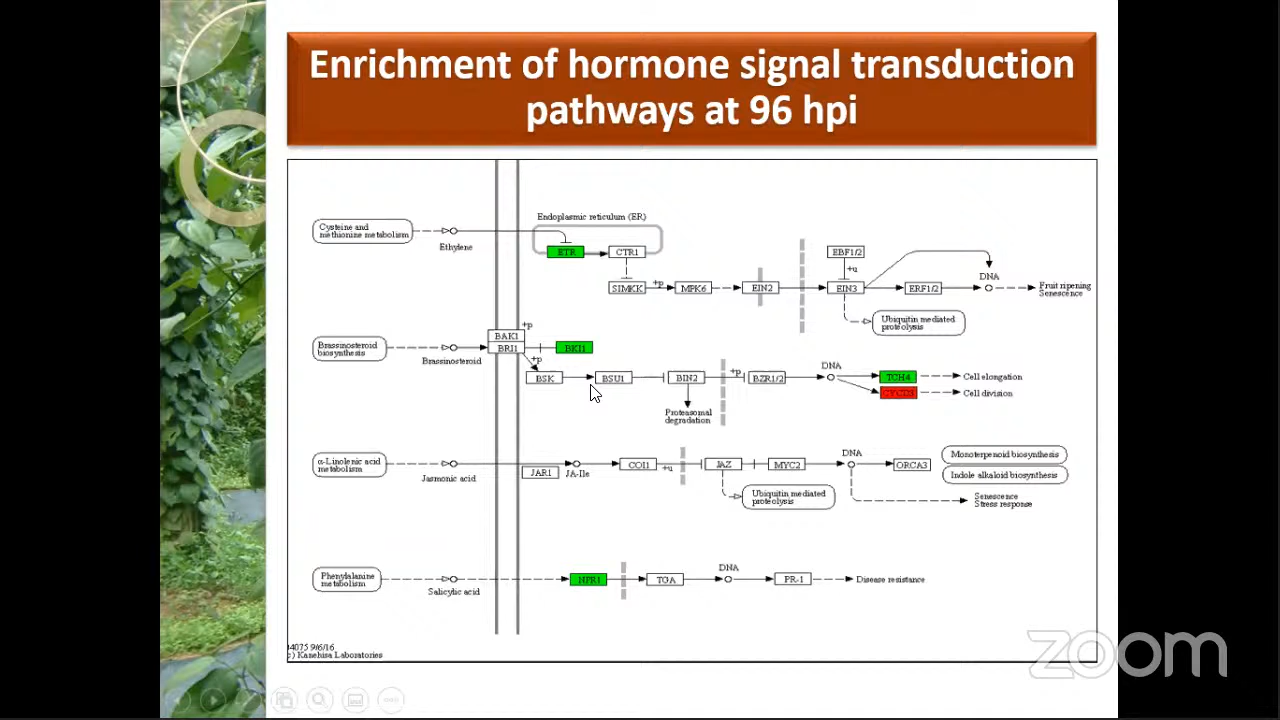 Enrichment of hormone signal transduction
pathways at 96 hpi
Endoplasmic reticulum (ER)
Cysteine and
methionine metabolism
Ethylene
ETR
CTR1
SIMKK
+p
MPK6
EIN2
EBF1/2
+u
EIN3
ERF1/2
DNA
Fruit ripening
Senescence
Ubiquitin mediated
proteolysis
Brassinosteroid
biosynthesis
Brassinosteroid
BAK1
+p
BRI1
BKI1
+p
BSK
BSU1
BIN2
Proteasomal
degradation
+p
BZR1/2
DNA
TCH4
Cell elongation
CYCD3
Cell division
α-Linolenic acid
metabolism
Jasmonic acid
JAR1
JA-Ile
COI1
+u
JAZ
MYC2
DNA
ORCA3
Monoterpenoid biosynthesis
Indole alkaloid biosynthesis
Ubiquitin mediated
proteolysis
Senescence
Stress response
Phenylalanine
metabolism
Salicylic acid
NPR1
TGA
DNA
PR-1
Disease resistance
04075 9/6/16
c) Kanehisa Laboratories
zoom